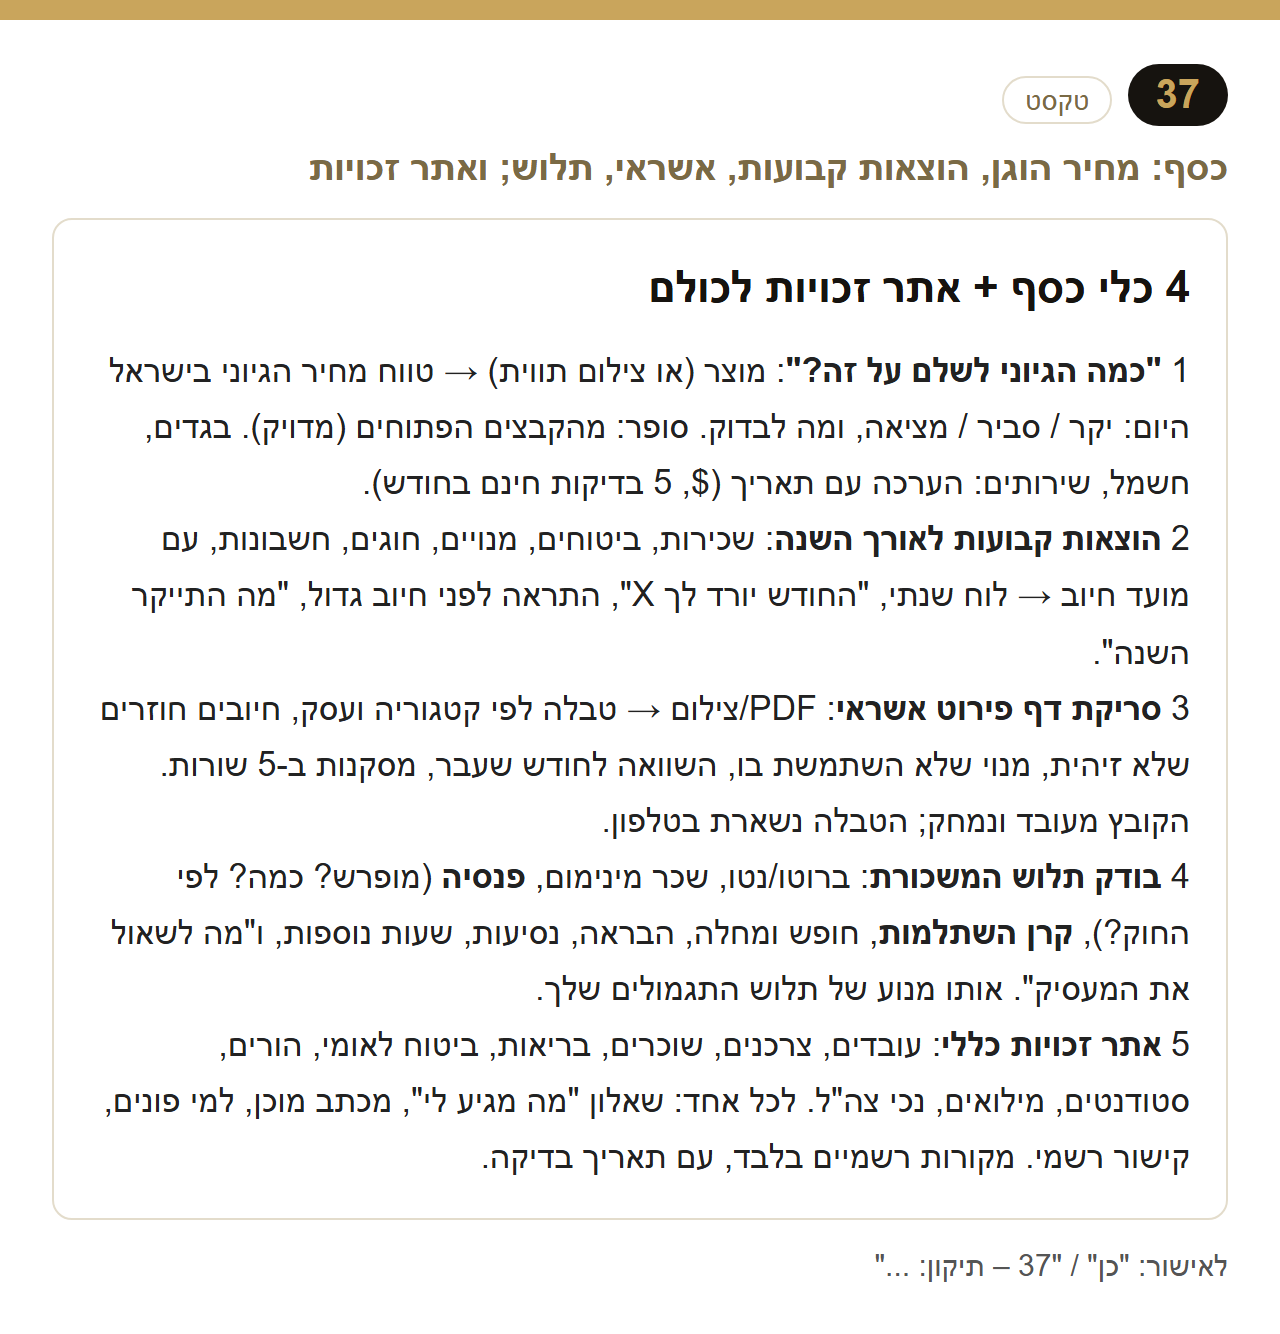 37
טקסט
כסף: מחיר הוגן, הוצאות קבועות, אשראי, תלוש; ואתר זכויות
4 כלי כסף + אתר זכויות לכולם
1 "כמה הגיוני לשלם על זה?": מוצר (או צילום תווית) → טווח מחיר הגיוני בישראל
היום: יקר / סביר / מציאה, ומה לבדוק. סופר: מהקבצים הפתוחים (מדויק). בגדים,
חשמל, שירותים: הערכה עם תאריך ($, 5 בדיקות חינם בחודש).
2 הוצאות קבועות לאורך השנה: שכירות, ביטוחים, מנויים, חוגים, חשבונות, עם
מועד חיוב → לוח שנתי, "החודש יורד לך X", התראה לפני חיוב גדול, "מה התייקר
השנה".
3 סריקת דף פירוט אשראי: PDF/צילום → טבלה לפי קטגוריה ועסק, חיובים חוזרים
שלא זיהית, מנוי שלא השתמשת בו, השוואה לחודש שעבר, מסקנות ב-5 שורות.
הקובץ מעובד ונמחק; הטבלה נשארת בטלפון.
4 בודק תלוש המשכורת: ברוטו/נטו, שכר מינימום, פנסיה (מופרש? כמה? לפי
החוק?), קרן השתלמות, חופש ומחלה, הבראה, נסיעות, שעות נוספות, ו"מה לשאול
את המעסיק". אותו מנוע של תלוש התגמולים שלך.
5 אתר זכויות כללי: עובדים, צרכנים, שוכרים, בריאות, ביטוח לאומי, הורים,
סטודנטים, מילואים, נכי צה"ל. לכל אחד: שאלון "מה מגיע לי", מכתב מוכן, למי פונים,
קישור רשמי. מקורות רשמיים בלבד, עם תאריך בדיקה.
לאישור: "כן" / "37 – תיקון: ..."